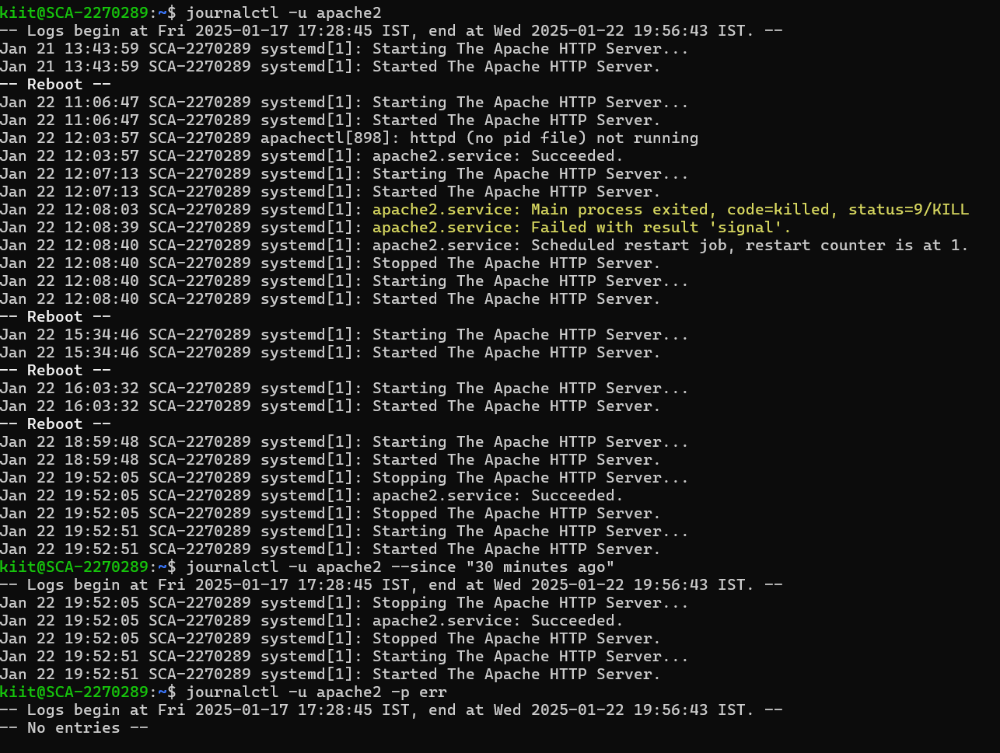 kiit@SCA-2270289:~$ journalctl -u apache2
-- Logs begin at Fri 2025-01-17 17:28:45 IST, end at Wed 2025-01-22 19:56:43 IST. --
Jan 21 13:43:59 SCA-2270289 systemd[1]: Starting The Apache HTTP Server...
Jan 21 13:43:59 SCA-2270289 systemd[1]: Started The Apache HTTP Server.
-- Reboot --
Jan 22 11:06:47 SCA-2270289 systemd[1]: Starting The Apache HTTP Server...
Jan 22 11:06:47 SCA-2270289 systemd[1]: Started The Apache HTTP Server.
Jan 22 12:03:57 SCA-2270289 apachectl[898]: httpd (no pid file) not running
Jan 22 12:03:57 SCA-2270289 systemd[1]: apache2.service: Succeeded.
Jan 22 12:07:13 SCA-2270289 systemd[1]: Starting The Apache HTTP Server...
Jan 22 12:07:13 SCA-2270289 systemd[1]: Started The Apache HTTP Server.
Jan 22 12:08:03 SCA-2270289 systemd[1]: apache2.service: Main process exited, code=killed, status=9/KILL
Jan 22 12:08:39 SCA-2270289 systemd[1]: apache2.service: Failed with result 'signal'.
Jan 22 12:08:40 SCA-2270289 systemd[1]: apache2.service: Scheduled restart job, restart counter is at 1.
Jan 22 12:08:40 SCA-2270289 systemd[1]: Stopped The Apache HTTP Server.
Jan 22 12:08:40 SCA-2270289 systemd[1]: Starting The Apache HTTP Server...
Jan 22 12:08:40 SCA-2270289 systemd[1]: Started The Apache HTTP Server.
-- Reboot --
Jan 22 15:34:46 SCA-2270289 systemd[1]: Starting The Apache HTTP Server...
Jan 22 15:34:46 SCA-2270289 systemd[1]: Started The Apache HTTP Server.
-- Reboot --
Jan 22 16:03:32 SCA-2270289 systemd[1]: Starting The Apache HTTP Server...
Jan 22 16:03:32 SCA-2270289 systemd[1]: Started The Apache HTTP Server.
-- Reboot --
Jan 22 18:59:48 SCA-2270289 systemd[1]: Starting The Apache HTTP Server...
Jan 22 18:59:48 SCA-2270289 systemd[1]: Started The Apache HTTP Server.
Jan 22 19:52:05 SCA-2270289 systemd[1]: Stopping The Apache HTTP Server...
Jan 22 19:52:05 SCA-2270289 systemd[1]: apache2.service: Succeeded.
Jan 22 19:52:05 SCA-2270289 systemd[1]: Stopped The Apache HTTP Server.
Jan 22 19:52:51 SCA-2270289 systemd[1]: Starting The Apache HTTP Server...
Jan 22 19:52:51 SCA-2270289 systemd[1]: Started The Apache HTTP Server.
kiit@SCA-2270289:~$ journalctl -u apache2 --since "30 minutes ago"
-- Logs begin at Fri 2025-01-17 17:28:45 IST, end at Wed 2025-01-22 19:56:43 IST. --
Jan 22 19:52:05 SCA-2270289 systemd[1]: Stopping The Apache HTTP Server...
Jan 22 19:52:05 SCA-2270289 systemd[1]: apache2.service: Succeeded.
Jan 22 19:52:05 SCA-2270289 systemd[1]: Stopped The Apache HTTP Server.
Jan 22 19:52:51 SCA-2270289 systemd[1]: Starting The Apache HTTP Server...
Jan 22 19:52:51 SCA-2270289 systemd[1]: Started The Apache HTTP Server.
kiit@SCA-2270289:~$ journalctl -u apache2 -p err
-- Logs begin at Fri 2025-01-17 17:28:45 IST, end at Wed 2025-01-22 19:56:43 IST. --
-- No entries --